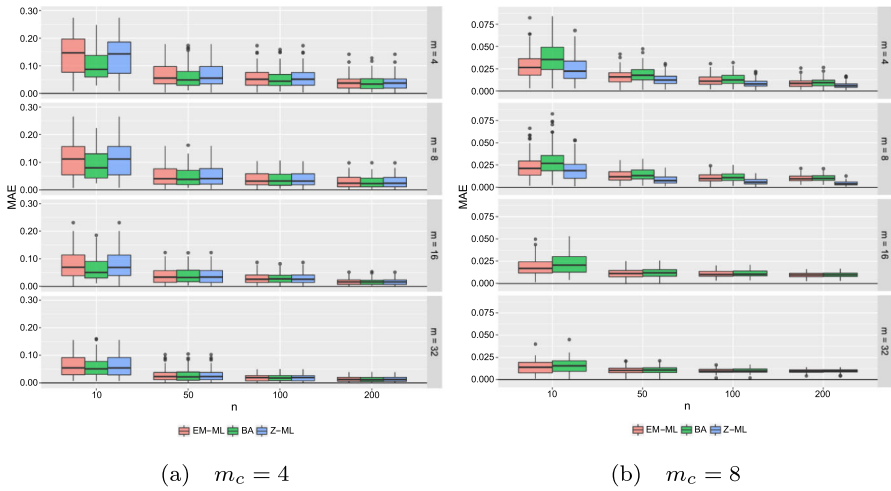 0.30
0.20
0.10
0.00
m = 4
0.30
0.20
0.10
0.00
m = 8
MAE
0.30
0.20
0.10
0.00
m = 16
0.30
0.20
0.10
0.00
m = 32
10 50 100 200
n
EM-ML BA Z-ML
(a) m_c = 4
0.075
0.050
0.025
0.000
m = 4
0.075
0.050
0.025
0.000
m = 8
MAE
0.075
0.050
0.025
0.000
m = 16
0.075
0.050
0.025
0.000
m = 32
10 50 100 200
n
EM-ML BA Z-ML
(b) m_c = 8